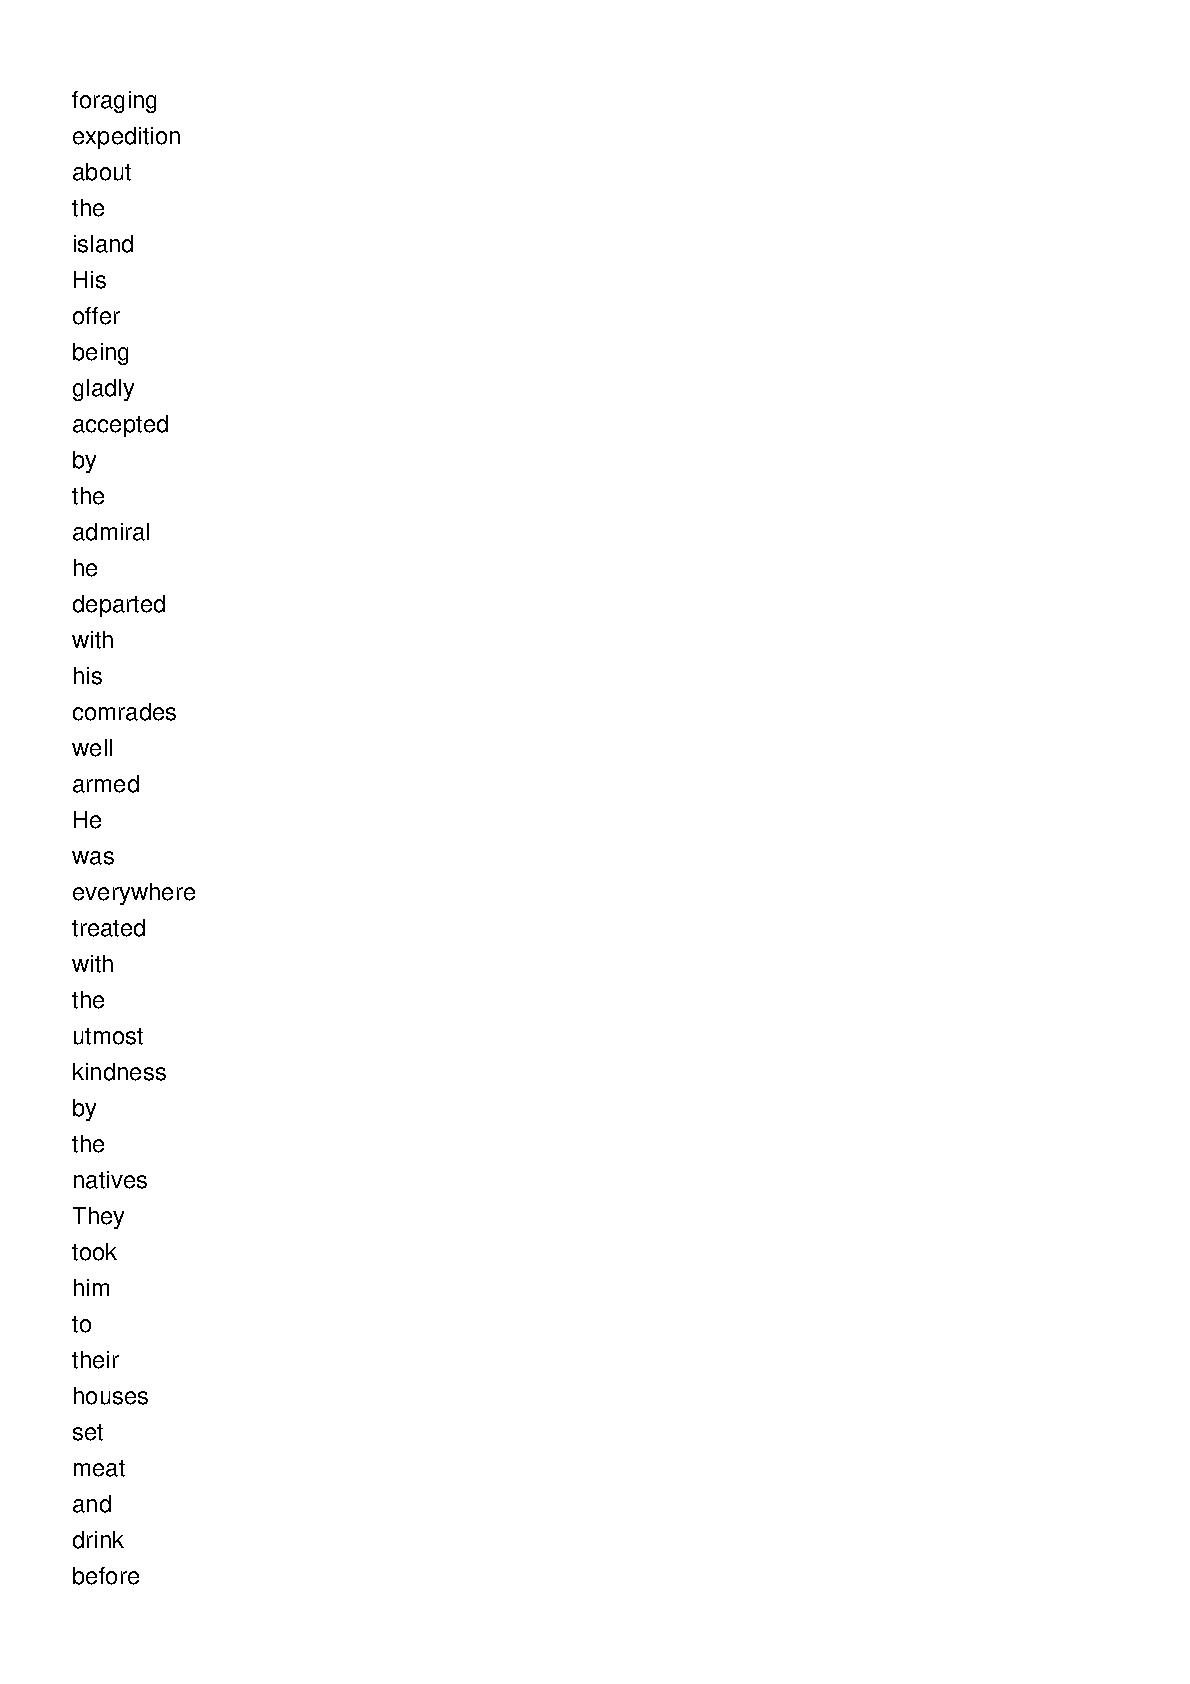 foraging
expedition
about
the
island
His
offer
being
gladly
accepted
by
the
admiral
he
departed
with
his
comrades
well
armed
He
was
everywhere
treated
with
the
utmost
kindness
by
the
natives
They
took
him
to
their
houses
set
meat
and
drink
before